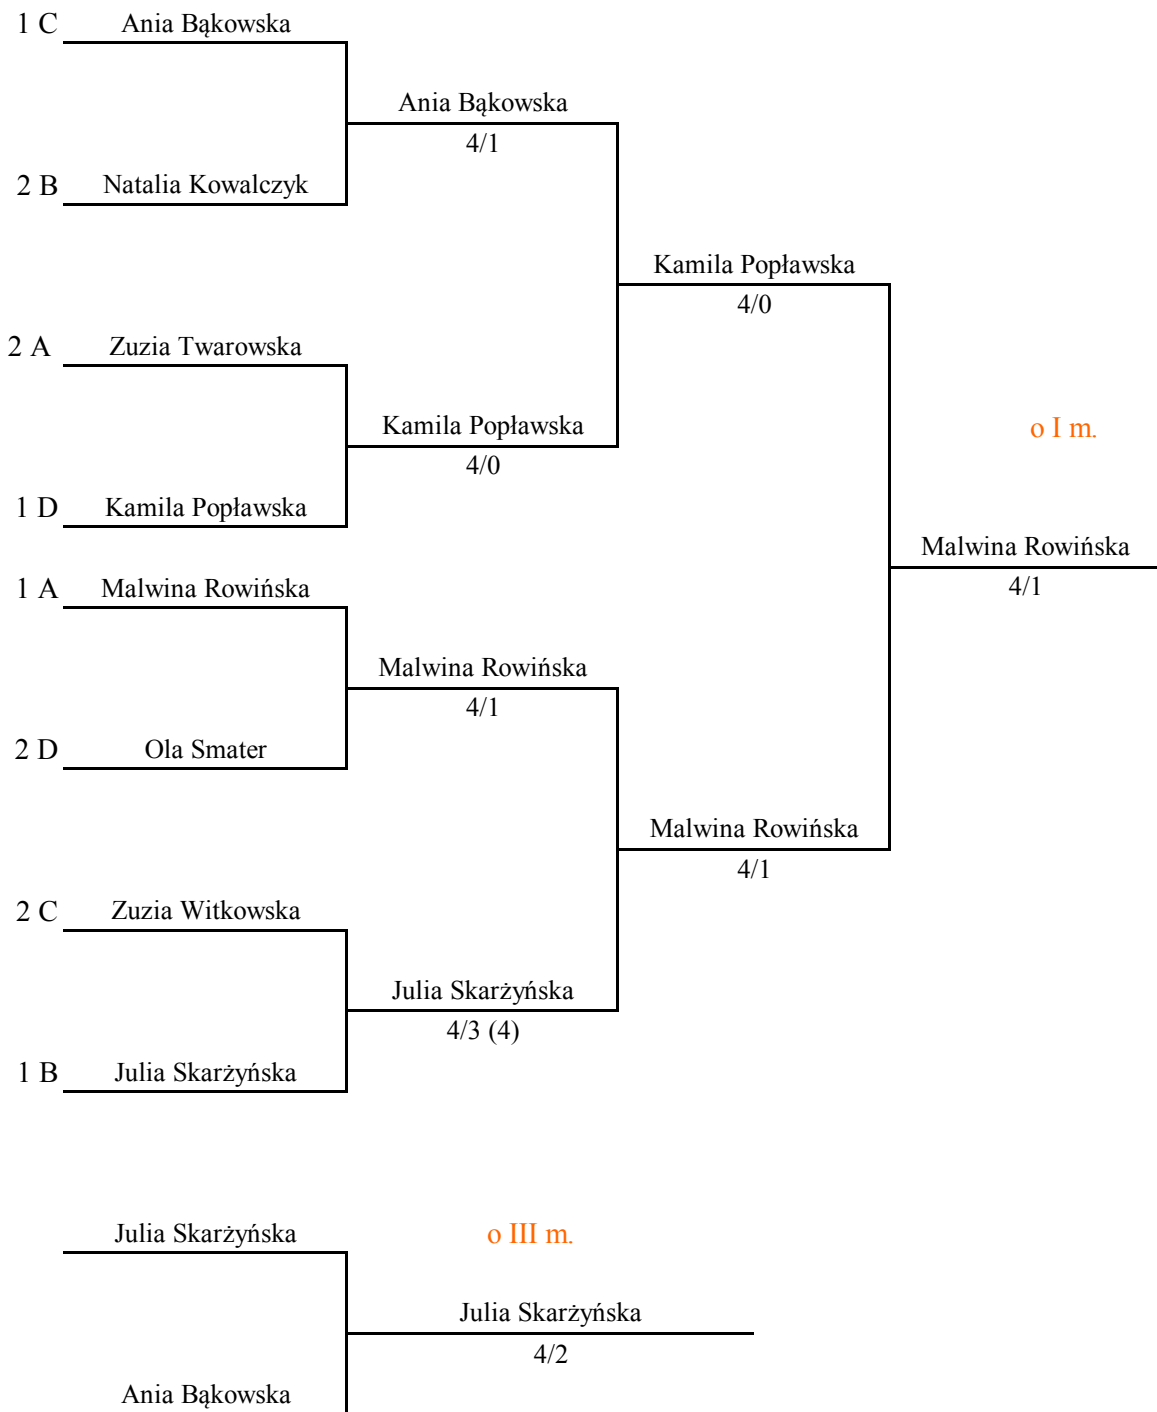 1 C Ania Bąkowska
Ania Bąkowska
4/1
2 B Natalia Kowalczyk
Kamila Popławska
4/0
2 A Zuzia Twarowska
Kamila Popławska
4/0
o I m.
1 D Kamila Popławska
Malwina Rowińska
4/1
1 A Malwina Rowińska
Malwina Rowińska
4/1
2 D Ola Smater
Malwina Rowińska
4/1
2 C Zuzia Witkowska
Julia Skarżyńska
4/3 (4)
1 B Julia Skarżyńska
Julia Skarżyńska
o III m.
Julia Skarżyńska
4/2
Ania Bąkowska